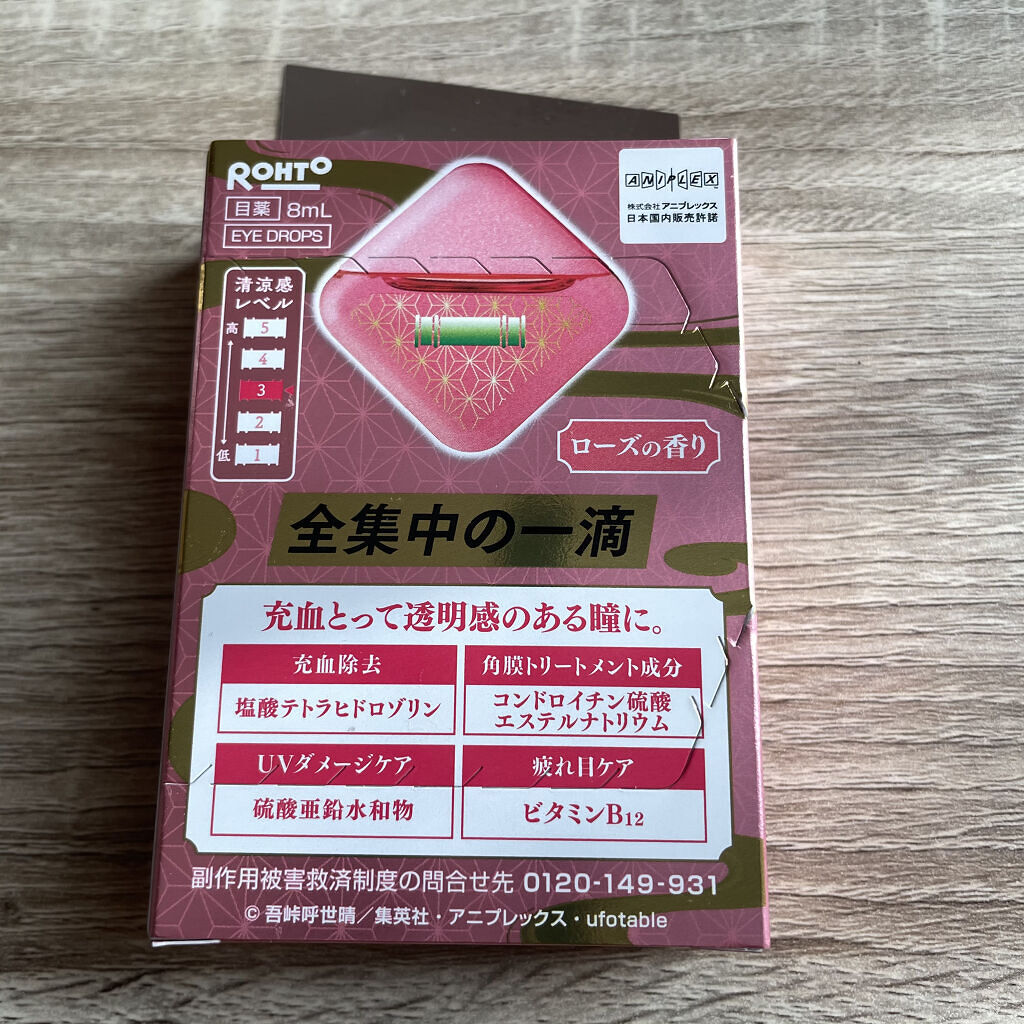 ROHTO
目薬 8mL
EYE DROPS
ANIPLEX
株式会社 アニプレックス
日本国内販売許諾
清涼感
レベル
高 5
4
3
2
低 1
ローズの香り
全集中の一滴
充血とって透明感のある瞳に。
充血除去
塩酸テトラヒドロゾリン
角膜トリートメント成分
コンドロイチン硫酸
エステルナトリウム
UVダメージケア
硫酸亜鉛水和物
疲れ目ケア
ビタミンB12
副作用被害救済制度の問合せ先 0120-149-931
© 吾峠呼世晴／集英社・アニプレックス・ufotable